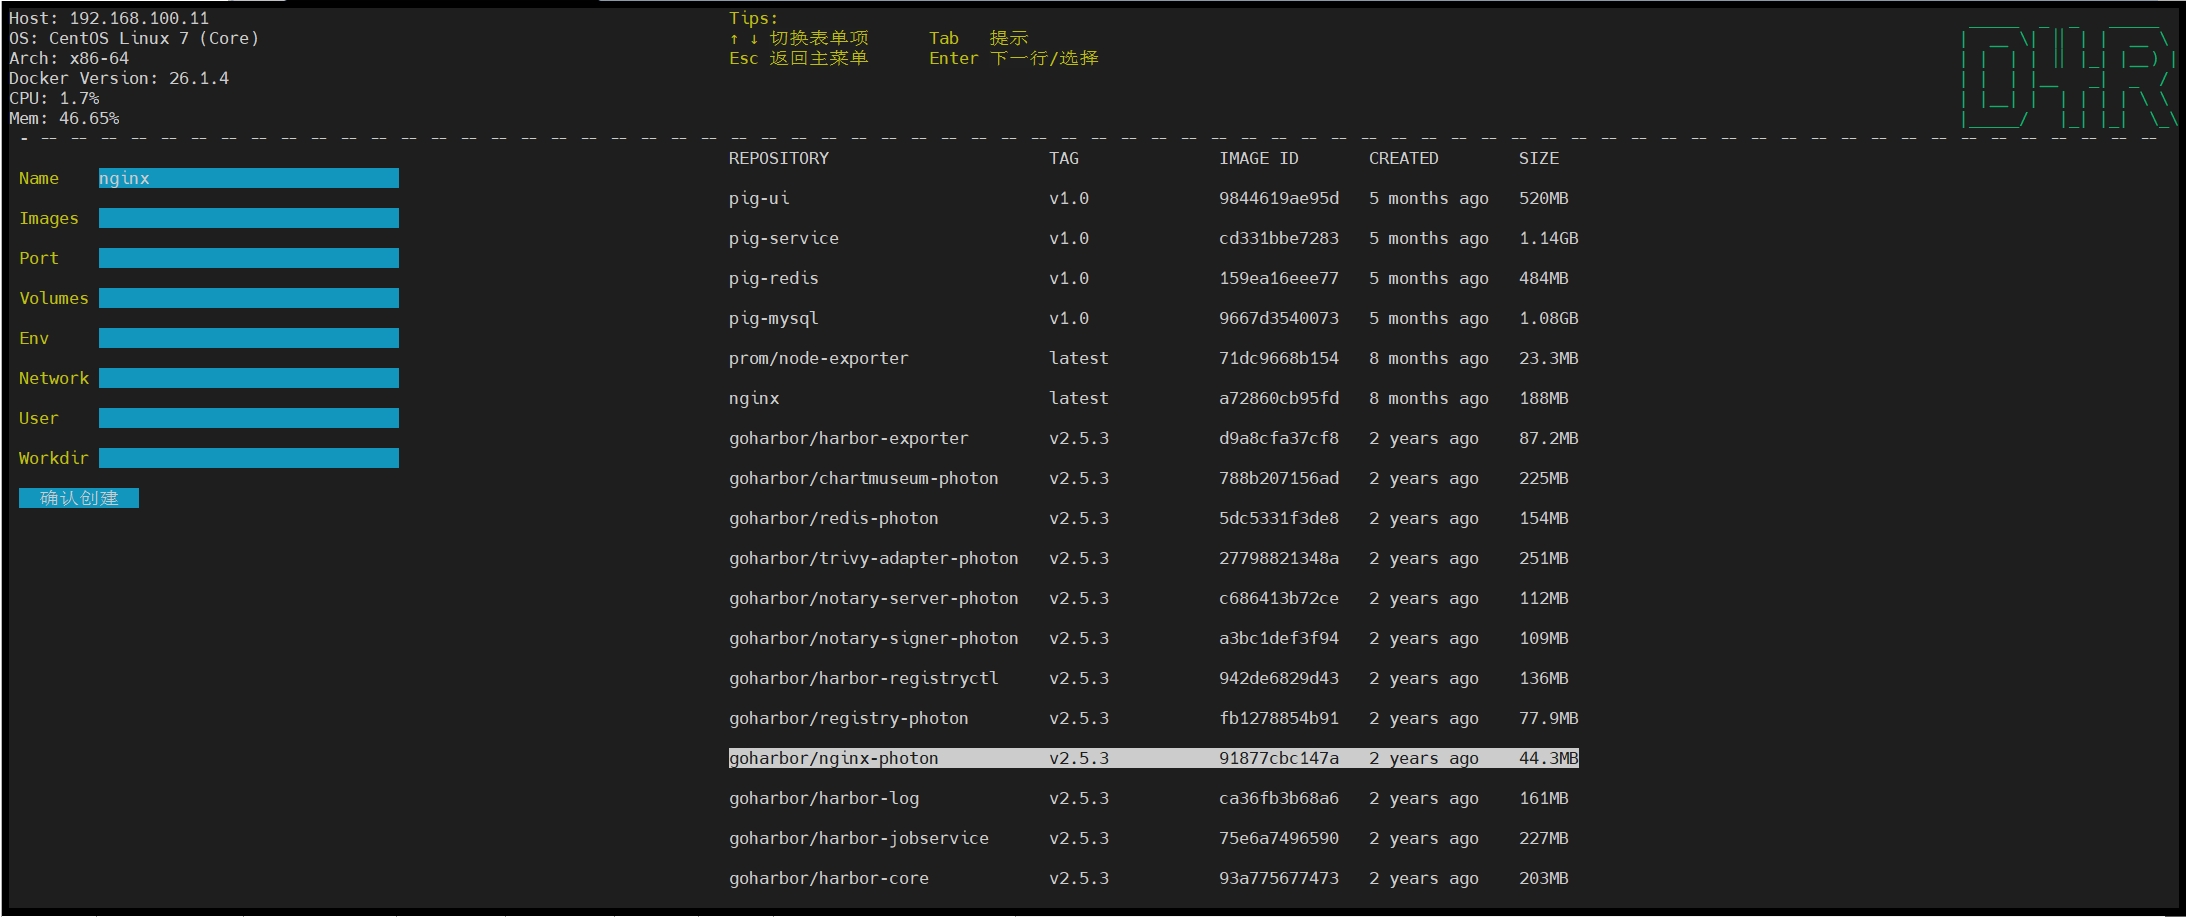 Host: 192.168.100.11
OS: CentOS Linux 7 (Core)
Arch: x86-64
Docker Version: 26.1.4
CPU: 1.7%
Mem: 46.65%
Tips:
↑ ↓ 切换表单项 Tab 提示
Esc 返回主菜单 Enter 下一行/选择
D4R
Name nginx
Images
Port
Volumes
Env
Network
User
Workdir
确认创建
REPOSITORY TAG IMAGE ID CREATED SIZE
pig-ui v1.0 9844619ae95d 5 months ago 520MB
pig-service v1.0 cd331bbe7283 5 months ago 1.14GB
pig-redis v1.0 159ea16eee77 5 months ago 484MB
pig-mysql v1.0 9667d3540073 5 months ago 1.08GB
prom/node-exporter latest 71dc9668b154 8 months ago 23.3MB
nginx latest a72860cb95fd 8 months ago 188MB
goharbor/harbor-exporter v2.5.3 d9a8cfa37cf8 2 years ago 87.2MB
goharbor/chartmuseum-photon v2.5.3 788b207156ad 2 years ago 225MB
goharbor/redis-photon v2.5.3 5dc5331f3de8 2 years ago 154MB
goharbor/trivy-adapter-photon v2.5.3 27798821348a 2 years ago 251MB
goharbor/notary-server-photon v2.5.3 c686413b72ce 2 years ago 112MB
goharbor/notary-signer-photon v2.5.3 a3bc1def3f94 2 years ago 109MB
goharbor/harbor-registryctl v2.5.3 942de6829d43 2 years ago 136MB
goharbor/registry-photon v2.5.3 fb1278854b91 2 years ago 77.9MB
goharbor/nginx-photon v2.5.3 91877cbc147a 2 years ago 44.3MB
goharbor/harbor-log v2.5.3 ca36fb3b68a6 2 years ago 161MB
goharbor/harbor-jobservice v2.5.3 75e6a7496590 2 years ago 227MB
goharbor/harbor-core v2.5.3 93a775677473 2 years ago 203MB